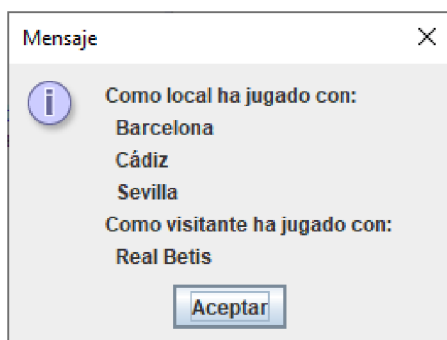 Mensaje
Como local ha jugado con:
Barcelona
Cádiz
Sevilla
Como visitante ha jugado con:
Real Betis
Aceptar